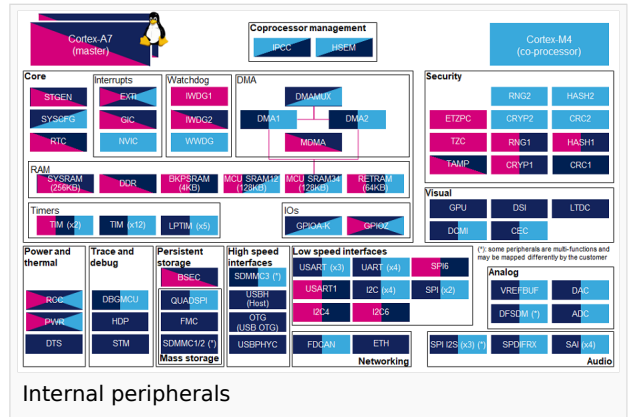 Cortex-A7
(master)
Coprocessor management
IPCC
HSEM
Cortex-M4
(co-processor)
Core
STGEN
SYSCFG
RTC
Interrupts
EXTI
GIC
NVIC
Watchdog
IWDG1
IWDG2
WWDG
DMA
DMAMUX
DMA1
DMA2
MDMA
Security
RNG2
HASH2
ETZPC
CRYP2
CRC2
TZC
RNG1
HASH1
TAMP
CRYP1
CRC1
RAM
SYSRAM
(256KB)
DDR
BKPSRAM
(4KB)
MCU SRAM12
(128KB)
MCU SRAM34
(128KB)
RETRAM
(64KB)
Timers
TIM (x2)
TIM (x12)
LPTIM (x5)
IOs
GPIOA-K
GPIOZ
Visual
GPU
DSI
LTDC
DCMI
CEC
Power and
thermal
RCC
PWR
DTS
Trace and
debug
DBGMCU
HDP
STM
Persistent
storage
BSEC
QUADSPI
FMC
SDMMC1/2 (*)
Mass storage
High speed
interfaces
SDMMC3 (*)
USBH
(Host)
OTG
(USB OTG)
USBPHYC
Low speed interfaces
USART (x3)
UART (x4)
SPI6
USART1
I2C (x4)
SPI (x2)
I2C4
I2C6
FDCAN
ETH
Networking
(*): some peripherals are multi-functions and
may be mapped differently by the customer
Analog
VREFBUF
DAC
DFSDM (*)
ADC
SPI I2S (x3) (*)
SPDIFRX
SAI (x4)
Audio
Internal peripherals